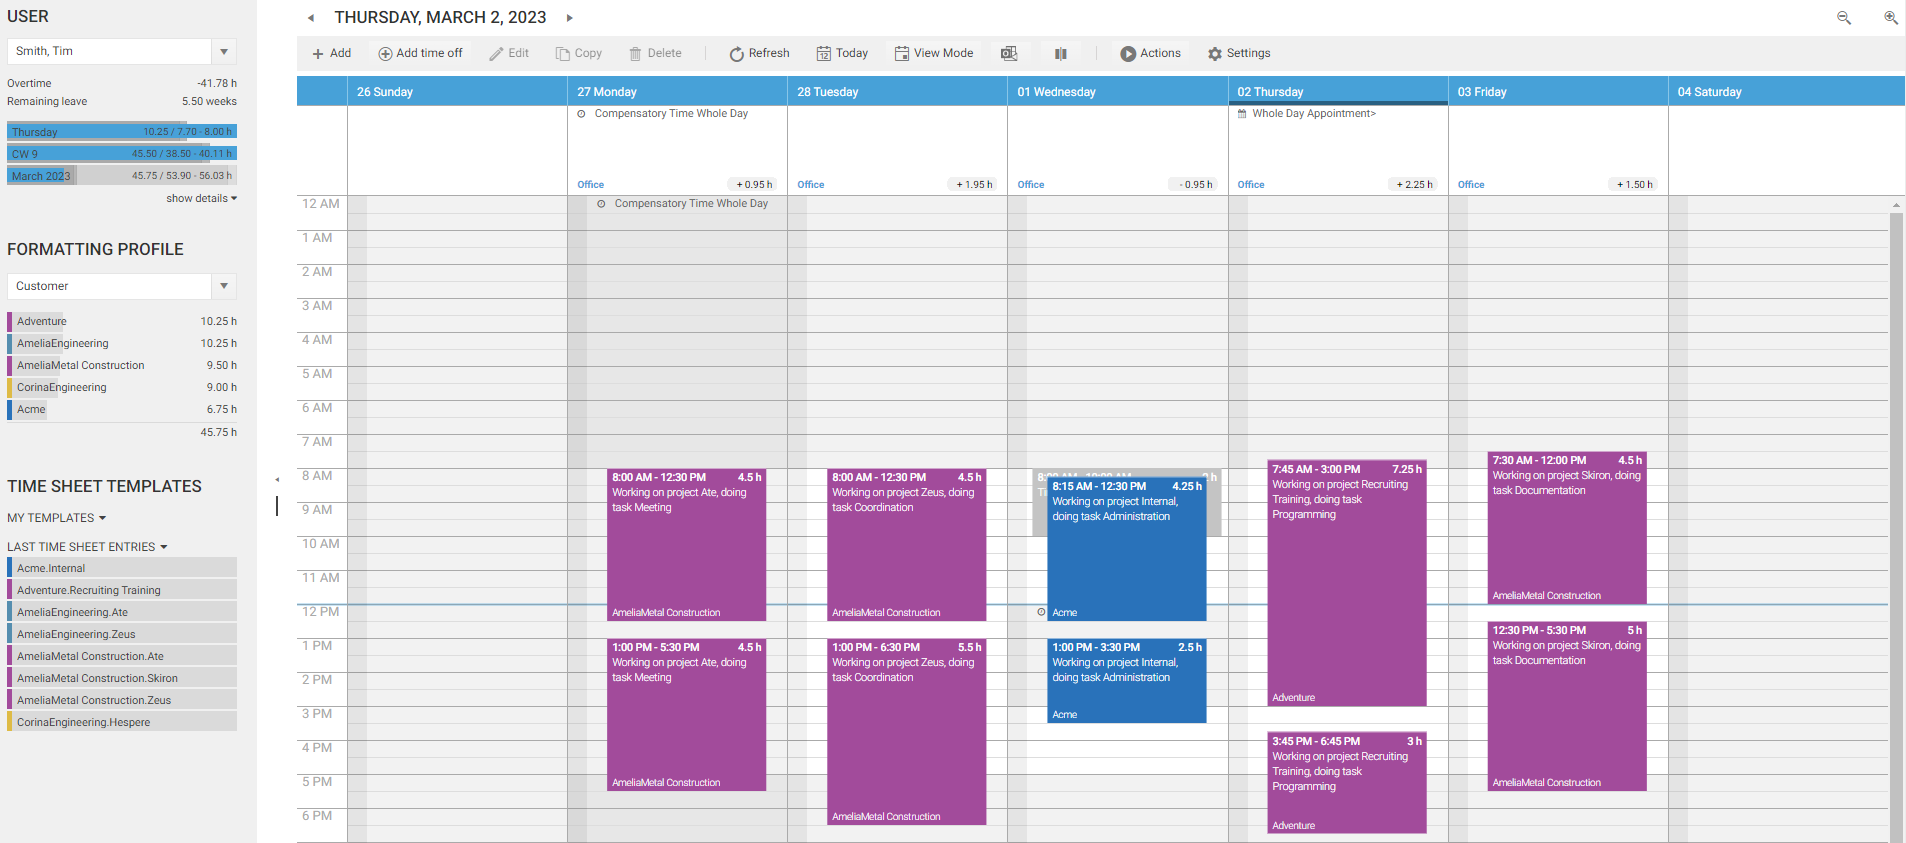 USER
Smith, Tim
Overtime -41.78 h
Remaining leave 5.50 weeks
Thursday 10.25 / 7.70 - 8.00 h
CW 9 45.50 / 38.50 - 40.11 h
March 2023 45.75 / 53.90 - 56.03 h
show details
FORMATTING PROFILE
Customer
Adventure 10.25 h
AmeliaEngineering 10.25 h
AmeliaMetal Construction 9.50 h
CorinaEngineering 9.00 h
Acme 6.75 h
45.75 h
TIME SHEET TEMPLATES
MY TEMPLATES
LAST TIME SHEET ENTRIES
Acme.Internal
Adventure.Recruiting Training
AmeliaEngineering.Ate
AmeliaEngineering.Zeus
AmeliaMetal Construction.Ate
AmeliaMetal Construction.Skiron
AmeliaMetal Construction.Zeus
CorinaEngineering.Hespere
THURSDAY, MARCH 2, 2023
Add Add time off Edit Copy Delete Refresh 12 Today View Mode Actions Settings
26 Sunday 27 Monday 28 Tuesday 01 Wednesday 02 Thursday 03 Friday 04 Saturday
Compensatory Time Whole Day Whole Day Appointment>
Office + 0.95 h Office + 1.95 h Office - 0.95 h Office + 2.25 h Office + 1.50 h
Compensatory Time Whole Day
12 AM
1 AM
2 AM
3 AM
4 AM
5 AM
6 AM
7 AM
8 AM
9 AM
10 AM
11 AM
12 PM
1 PM
2 PM
3 PM
4 PM
5 PM
6 PM
8:00 AM - 12:30 PM 4.5 h
Working on project Ate, doing
task Meeting
AmeliaMetal Construction
1:00 PM - 5:30 PM 4.5 h
Working on project Ate, doing
task Meeting
AmeliaMetal Construction
8:00 AM - 12:30 PM 4.5 h
Working on project Zeus, doing
task Coordination
AmeliaMetal Construction
1:00 PM - 6:30 PM 5.5 h
Working on project Zeus, doing
task Coordination
AmeliaMetal Construction
8:15 AM - 12:30 PM 4.25 h
Working on project Internal,
doing task Administration
Acme
1:00 PM - 3:30 PM 2.5 h
Working on project Internal,
doing task Administration
Acme
7:45 AM - 3:00 PM 7.25 h
Working on project Recruiting
Training, doing task
Programming
Adventure
3:45 PM - 6:45 PM 3 h
Working on project Recruiting
Training, doing task
Programming
Adventure
7:30 AM - 12:00 PM 4.5 h
Working on project Skiron, doing
task Documentation
AmeliaMetal Construction
12:30 PM - 5:30 PM 5 h
Working on project Skiron, doing
task Documentation
AmeliaMetal Construction